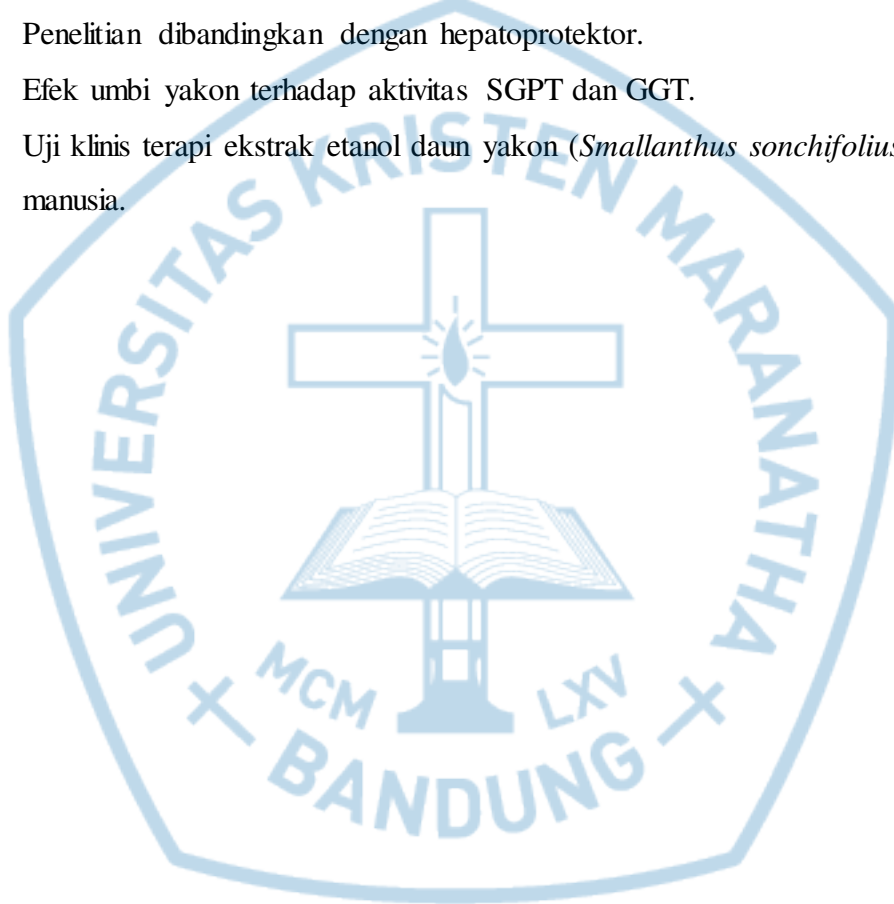 Penelitian dibandingkan dengan hepatoprotektor.
Efek umbi yakon terhadap aktivitas SGPT dan GGT.
Uji klinis terapi ekstrak etanol daun yakon (Smallanthus sonchifolius
manusia.
UNIVERSITAS KRISTEN MARANATHA
MCM LXV
BANDUNG